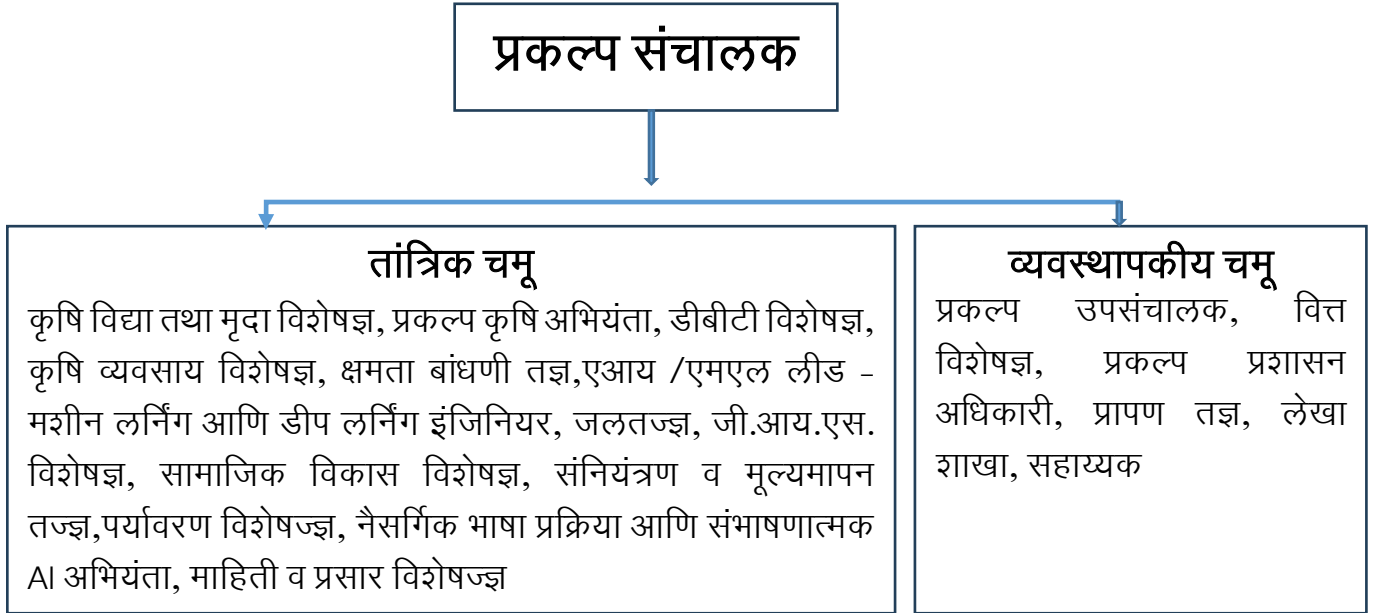 प्रकल्प संचालक
तांत्रिक चमू
कृषि विद्या तथा मृदा विशेषज्ञ, प्रकल्प कृषि अभियंता, डीबीटी विशेषज्ञ,
कृषि व्यवसाय विशेषज्ञ, क्षमता बांधणी तज्ञ,एआय /एमएल लीड -
मशीन लर्निंग आणि डीप लर्निंग इंजिनियर, जलतज्ज्ञ, जी.आय.एस.
विशेषज्ञ, सामाजिक विकास विशेषज्ञ, संनियंत्रण व मूल्यमापन
तज्ज्ञ,पर्यावरण विशेषज्ज्ञ, नैसर्गिक भाषा प्रक्रिया आणि संभाषणात्मक
AI अभियंता, माहिती व प्रसार विशेषज्ज्ञ
व्यवस्थापकीय चमू
प्रकल्प उपसंचालक, वित्त
विशेषज्ञ, प्रकल्प प्रशासन
अधिकारी, प्रापण तज्ञ, लेखा
शाखा, सहाय्यक